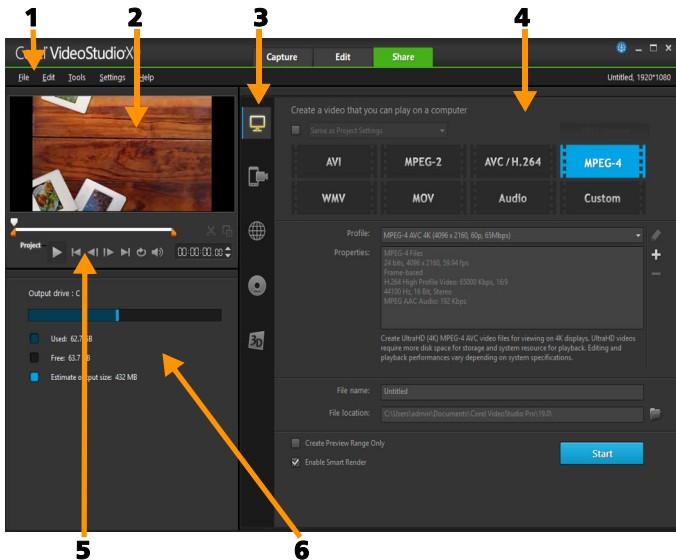 1 2 3 4
Corel VideoStudio X9
Capture Edit Share
File Edit Tools Settings Help
Untitled, 1920*1080
Create a video that you can play on a computer
Same as Project Settings
AVI MPEG-2 AVC / H.264 MPEG-4
WMV MOV Audio Custom
Project
00:00:00.00
Profile: MPEG-4 AVC 4K (4096 x 2160, 60p, 65Mbps)
Properties: MPEG-4 Files
24 bits, 4096 x 2160, 59.94 fps
Frame-based
H.264 High Profile Video: 65000 Kbps, 16:9
44100 Hz, 16 Bit, Stereo
MPEG AAC Audio: 192 Kbps
3D
Output drive : C
Used: 62.7 GB
Free: 63.7 GB
Estimate output size: 432 MB
Create UltraHD (4K) MPEG-4 AVC video files for viewing on 4K displays. UltraHD videos
require more disk space for storage and system resource for playback. Editing and
playback performances vary depending on system specifications.
File name: Untitled
File location: C:\Users\admin\Documents\Corel VideoStudio Pro\19.0\
Create Preview Range Only
Enable Smart Render
Start
5 6